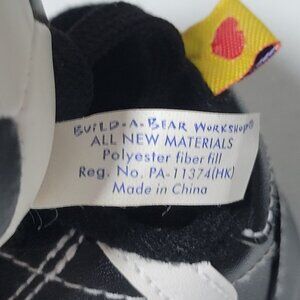 BUILD-A-BEAR WORKSHOP®
ALL NEW MATERIALS
Polyester fiber fill
Reg. No. PA-11374(HK)
Made in China